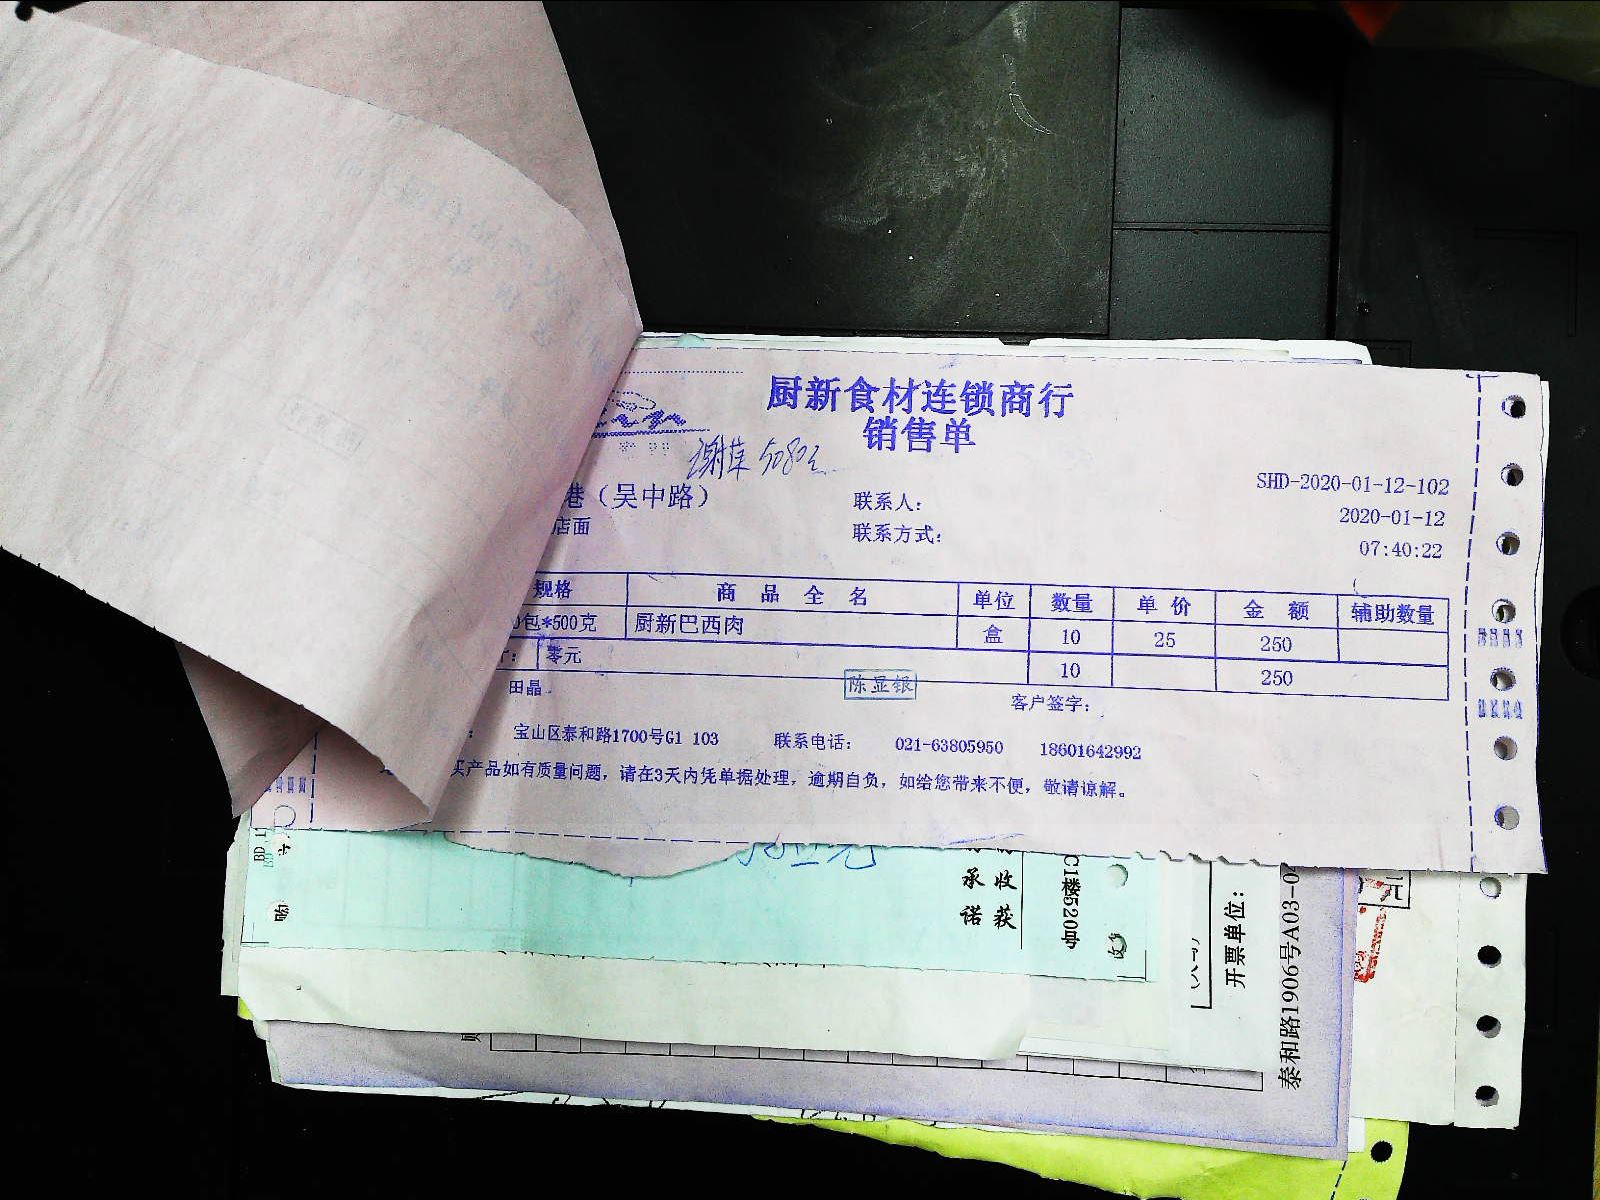 厨新食材连锁商行
销售单
5080元
SHD-2020-01-12-102
港（吴中路） 联系人： 2020-01-12
店面 联系方式： 07:40:22
规格 商品全名 单位 数量 单价 金额 辅助数量
包*500克 厨新巴西肉 盒 10 25 250
零元 10 250
田晶 陈显银 客户签字：
宝山区泰和路1700号G1 103 联系电话： 021-63805950 18601642992
买产品如有质量问题，请在3天内凭单据处理，逾期自负，如给您带来不便，敬请谅解。
承诺
收获
C1楼520号
开票单位：
泰和路1906号A03-0
元